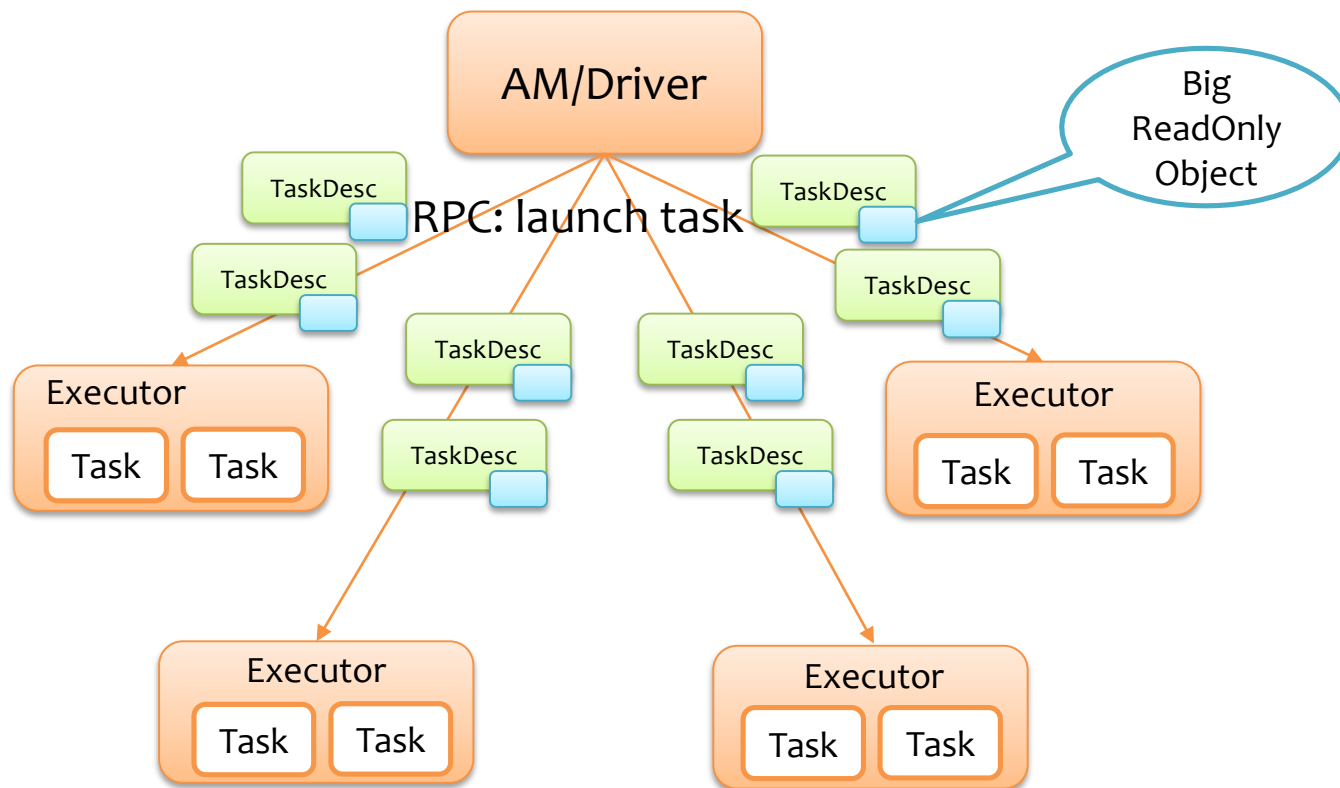 AM/Driver
Big
ReadOnly
Object
TaskDesc
TaskDesc
RPC: launch task
TaskDesc
TaskDesc
TaskDesc
TaskDesc
TaskDesc
TaskDesc
Executor
Task
Task
Executor
Task
Task
Executor
Task
Task
Executor
Task
Task